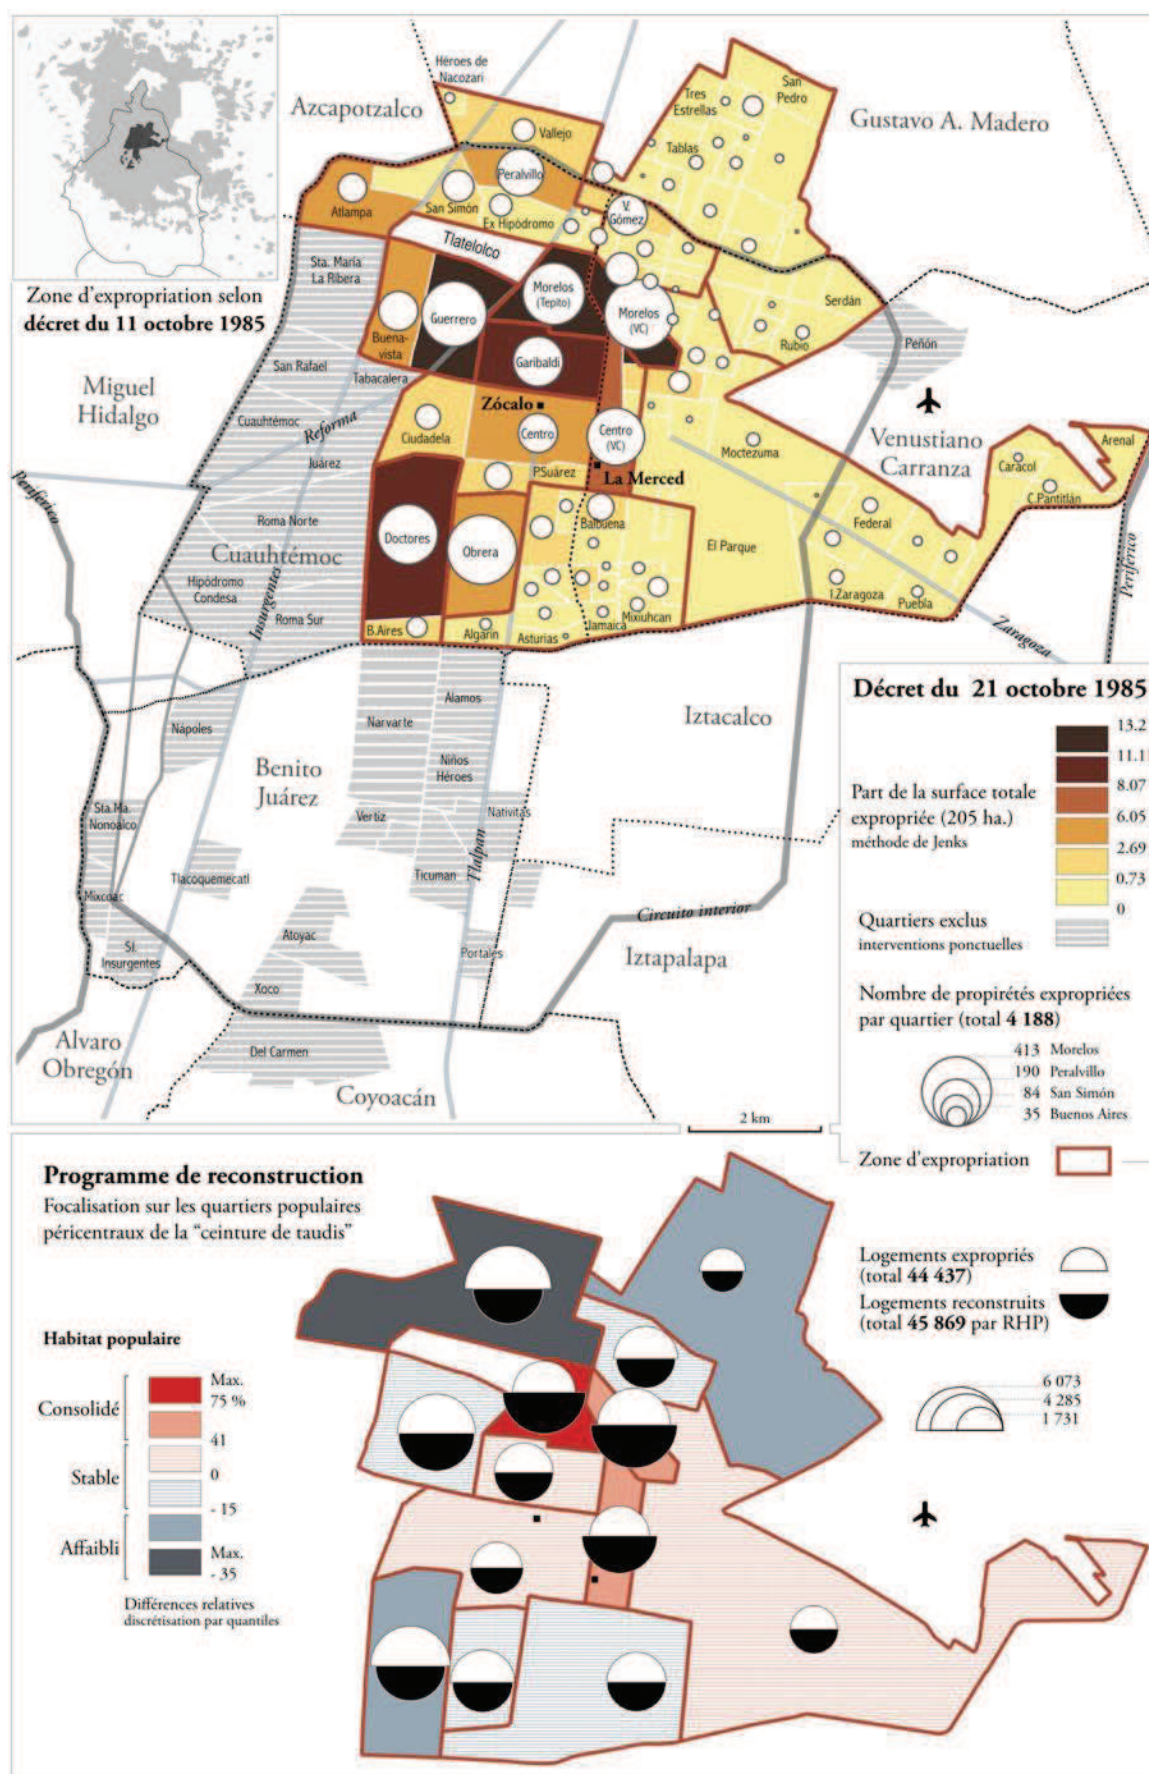 Zone d'expropriation selon
décret du 11 octobre 1985
Azcapotzalco
Gustavo A. Madero
Miguel
Hidalgo
Cuauhtémoc
Venustiano
Carranza
Benito
Juárez
Iztacalco
Iztapalapa
Alvaro
Obregón
Coyoacán
Héroes de
Nacozari
Vallejo
Tres
Estrellas
San
Pedro
Tablas
Peralvillo
Atlampa
San Simón
Ex Hipódromo
V.
Gómez
Tlatelolco
Sta. María
La Ribera
Guerrero
Morelos
(Tepito)
Morelos
(VC)
Serdán
Rubio
Peñón
Buena-
vista
Garibaldi
San Rafael
Tabacalera
Zócalo
Cuauhtémoc
Reforma
Ciudadela
Centro
Centro
(VC)
Moctezuma
Arenal
Caracol
C.Pantitlán
Juárez
P.Suárez
La Merced
Periférico
Roma Norte
Doctores
Obrera
Balbuena
El Parque
Federal
Periférico
Hipódromo
Condesa
Insurgentes
Roma Sur
I.Zaragoza
Puebla
Zaragoza
B.Aires
Algarin
Asturias
Jamaica
Mixiuhcan
Nápoles
Narvarte
Alamos
Niños
Héroes
Sta.Ma.
Nonoalco
Vertiz
Nativitas
Tlacoquemecatl
Ticuman
Tlalpan
Mixcoac
Circuito interior
Atoyac
Portales
SI.
Insurgentes
Xoco
Del Carmen
2 km
Décret du 21 octobre 1985
Part de la surface totale
expropriée (205 ha.)
méthode de Jenks
13.2
11.11
8.07
6.05
2.69
0.73
0
Quartiers exclus
interventions ponctuelles
Nombre de propriétés expropriées
par quartier (total 4 188)
413 Morelos
190 Peralvillo
84 San Simón
35 Buenos Aires
Zone d'expropriation
Programme de reconstruction
Focalisation sur les quartiers populaires
péricentraux de la "ceinture de taudis"
Logements expropriés
(total 44 437)
Logements reconstruits
(total 45 869 par RHP)
6 073
4 285
1 731
Habitat populaire
Consolidé
Stable
Affaibli
Max.
75 %
41
0
- 15
Max.
- 35
Différences relatives
discrétisation par quantiles